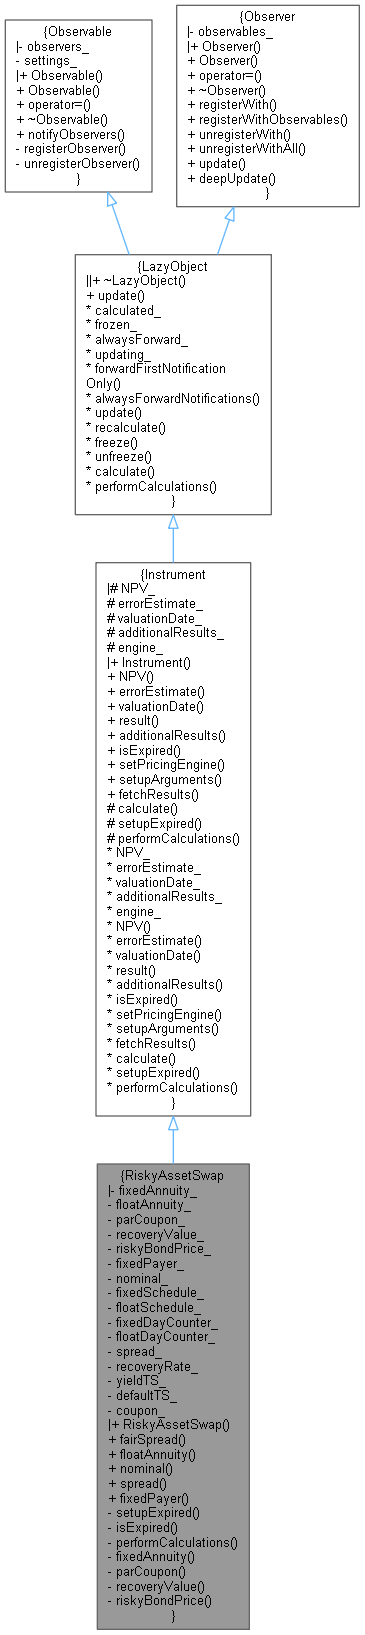 {Observable
|- observers_
- settings_
|+ Observable()
+ Observable()
+ operator=()
+ ~Observable()
+ notifyObservers()
- registerObserver()
- unregisterObserver()
}
{Observer
|- observables_
|+ Observer()
+ Observer()
+ operator=()
+ ~Observer()
+ registerWith()
+ registerWithObservables()
+ unregisterWith()
+ unregisterWithAll()
+ update()
+ deepUpdate()
}
{LazyObject
||+ ~LazyObject()
+ update()
* calculated_
* frozen_
* alwaysForward_
* updating_
* forwardFirstNotification
Only()
* alwaysForwardNotifications()
* update()
* recalculate()
* freeze()
* unfreeze()
* calculate()
* performCalculations()
}
{Instrument
|# NPV_
# errorEstimate_
# valuationDate_
# additionalResults_
# engine_
|+ Instrument()
+ NPV()
+ errorEstimate()
+ valuationDate()
+ result()
+ additionalResults()
+ isExpired()
+ setPricingEngine()
+ setupArguments()
+ fetchResults()
# calculate()
# setupExpired()
# performCalculations()
* NPV_
* errorEstimate_
* valuationDate_
* additionalResults_
* engine_
* NPV()
* errorEstimate()
* valuationDate()
* result()
* additionalResults()
* isExpired()
* setPricingEngine()
* setupArguments()
* fetchResults()
* calculate()
* setupExpired()
* performCalculations()
}
{RiskyAssetSwap
|- fixedAnnuity_
- floatAnnuity_
- parCoupon_
- recoveryValue_
- riskyBondPrice_
- fixedPayer_
- nominal_
- fixedSchedule_
- floatSchedule_
- fixedDayCounter_
- floatDayCounter_
- spread_
- recoveryRate_
- yieldTS_
- defaultTS_
- coupon_
|+ RiskyAssetSwap()
+ fairSpread()
+ floatAnnuity()
+ nominal()
+ spread()
+ fixedPayer()
- setupExpired()
- isExpired()
- performCalculations()
- fixedAnnuity()
- parCoupon()
- recoveryValue()
- riskyBondPrice()
}